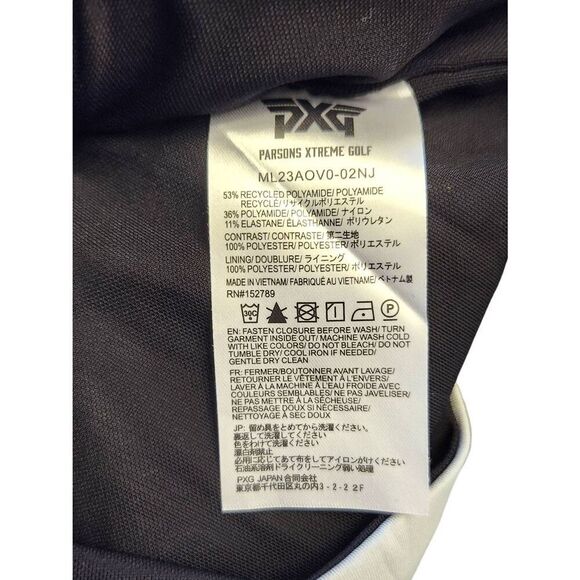 PXG
PARSONS XTREME GOLF
ML23AOV0-02NJ
53% RECYCLED POLYAMIDE/ POLYAMIDE
RECYCLÉ/ リサイクルポリエステル
36% POLYAMIDE/ POLYAMIDE/ ナイロン
11% ELASTANE/ ÉLASTHANNE/ ポリウレタン
CONTRAST/ CONTRASTE/ 第二生地
100% POLYESTER/ POLYESTER/ ポリエステル
LINING/ DOUBLURE/ ライニング
100% POLYESTER/ POLYESTER/ ポリエステル
MADE IN VIETNAM/ FABRIQUÉ AU VIETNAM/ ベトナム製
RN#152789
30C P
EN: FASTEN CLOSURE BEFORE WASH/ TURN
GARMENT INSIDE OUT/ MACHINE WASH COLD
WITH LIKE COLORS/ DO NOT BLEACH/ DO NOT
TUMBLE DRY/ COOL IRON IF NEEDED/
GENTLE DRY CLEAN
FR: FERMER/BOUTONNER AVANT LAVAGE/
RETOURNER LE VÊTEMENT À L'ENVERS/
LAVER À LA MACHINE À L'EAU FROIDE AVEC
COULEURS SEMBLABLES/ NE PAS JAVELISER/
NE PAS METTRE À LA SÉCHEUSE/
REPASSAGE DOUX SI NÉCESSAIRE/
NETTOYAGE À SEC DOUX
JP: 留め具をとめてから洗濯ください。
裏返して洗濯してください
色をわけて洗濯ください。
漂白剤禁止
必用に応じてあて布をしてアイロンがけください
石油系溶剤ドライクリーニング弱い処理
PXG JAPAN 合同会社
東京都千代田区丸の内3-2-2 2F